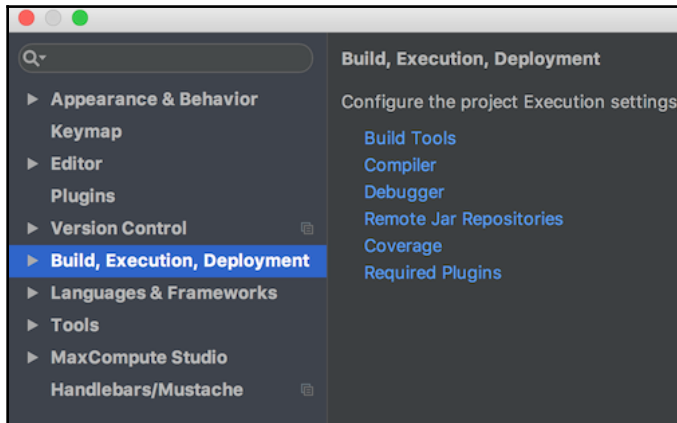 Appearance & Behavior
Keymap
Editor
Plugins
Version Control
Build, Execution, Deployment
Languages & Frameworks
Tools
MaxCompute Studio
Handlebars/Mustache
Build, Execution, Deployment
Configure the project Execution settings
Build Tools
Compiler
Debugger
Remote Jar Repositories
Coverage
Required Plugins